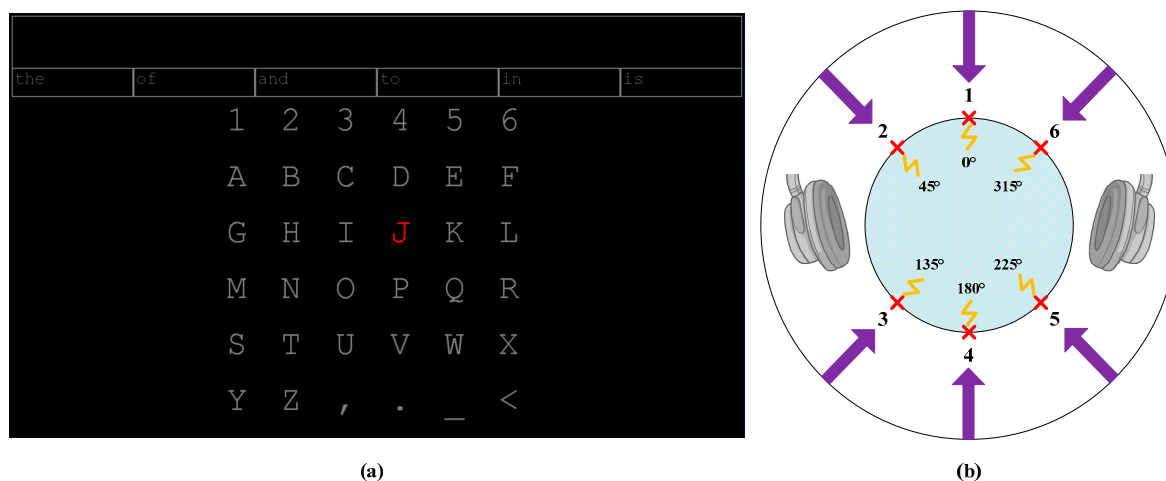 the of and to in is
1 2 3 4 5 6
A B C D E F
G H I J K L
M N O P Q R
S T U V W X
Y Z , . _ <
(a)
1
2 6
0°
45° 315°
135° 225°
180°
3 5
4
(b)